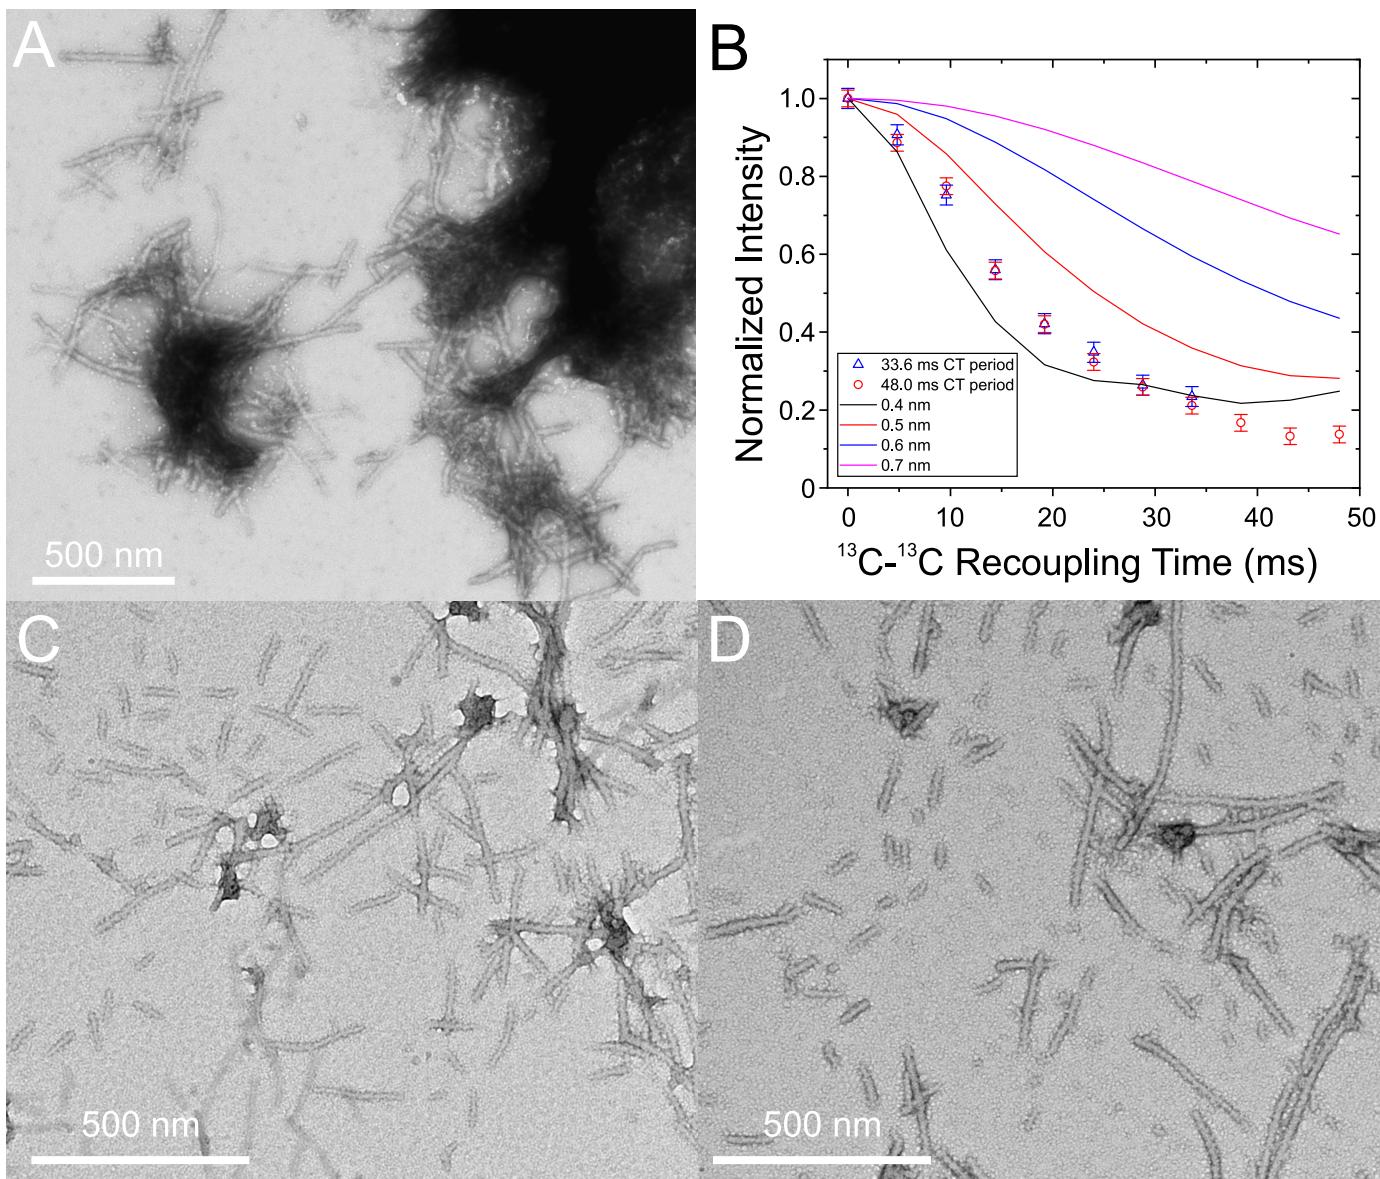 A
500 nm
B
Normalized Intensity
1.0
0.8
0.6
0.4
0.2
0
33.6 ms CT period
48.0 ms CT period
0.4 nm
0.5 nm
0.6 nm
0.7 nm
0 10 20 30 40 50
¹³C-¹³C Recoupling Time (ms)
C
500 nm
D
500 nm